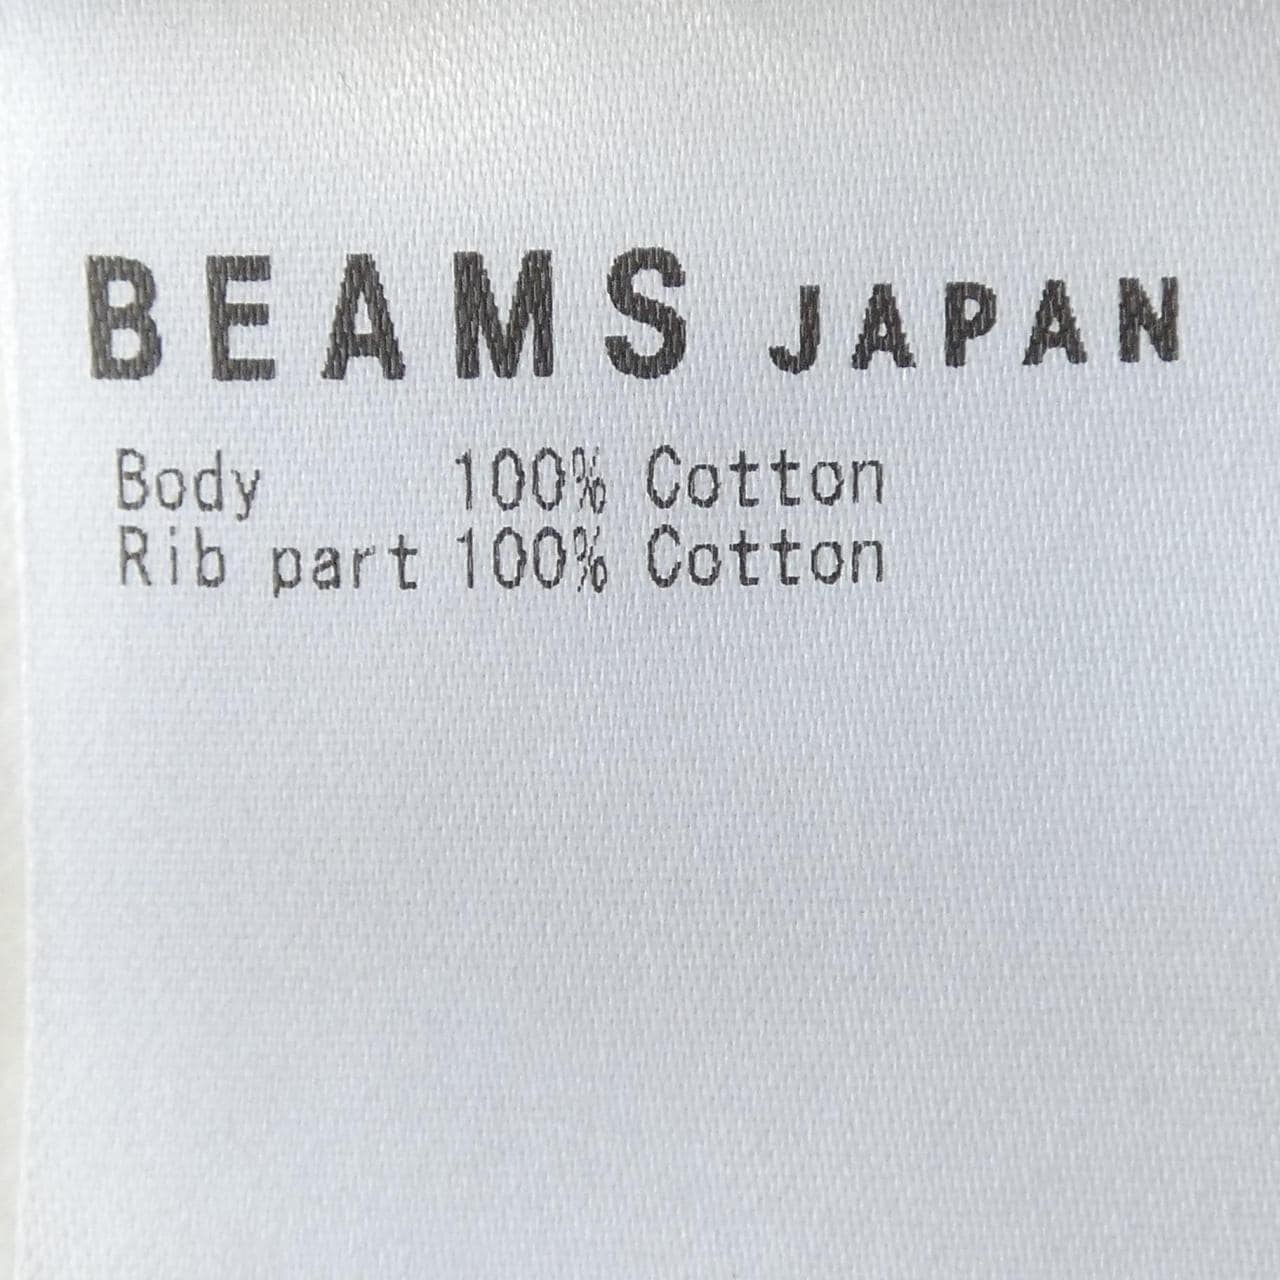 BEAMS JAPAN
Body 100% Cotton
Rib part 100% Cotton